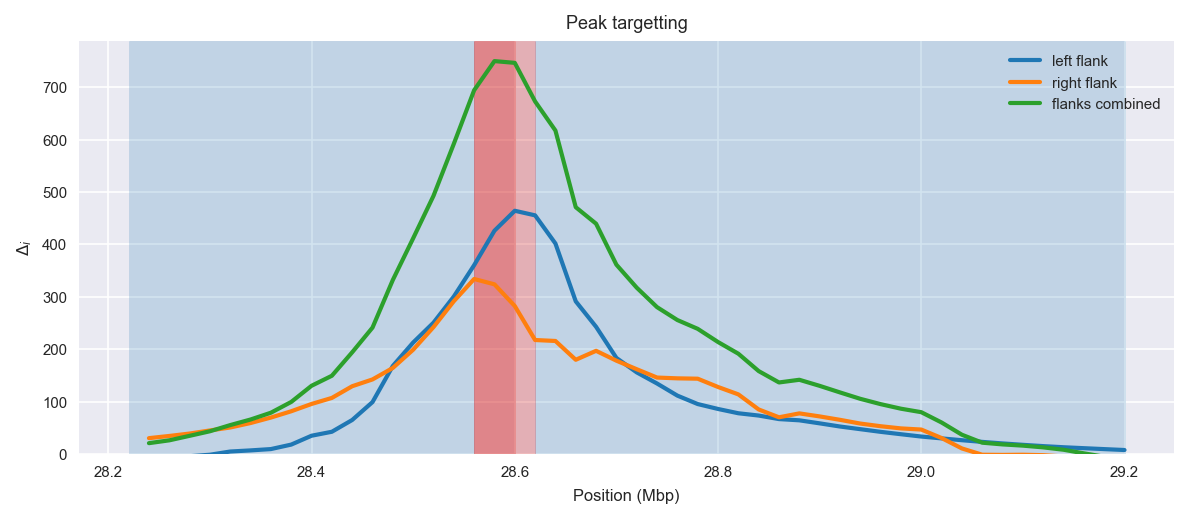 Peak targetting
left flank
right flank
flanks combined
700
600
500
400
300
200
100
0
Δi
28.2 28.4 28.6 28.8 29.0 29.2
Position (Mbp)